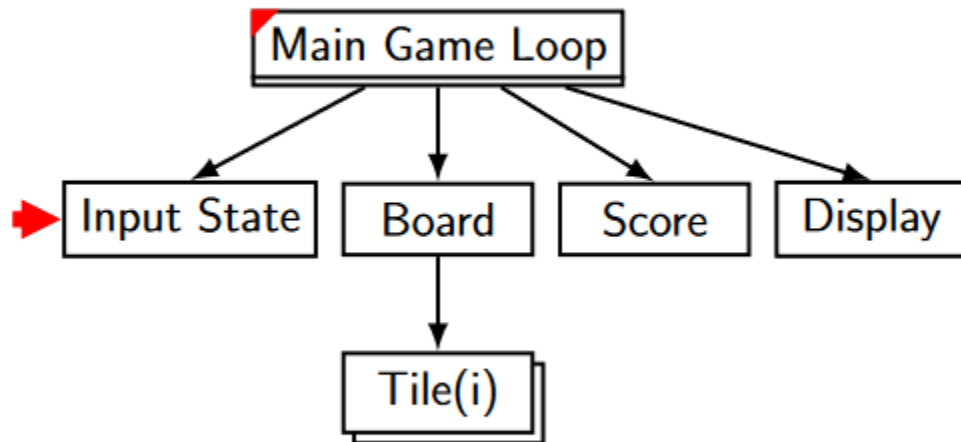 Main Game Loop
Input State
Board
Score
Display
Tile(i)